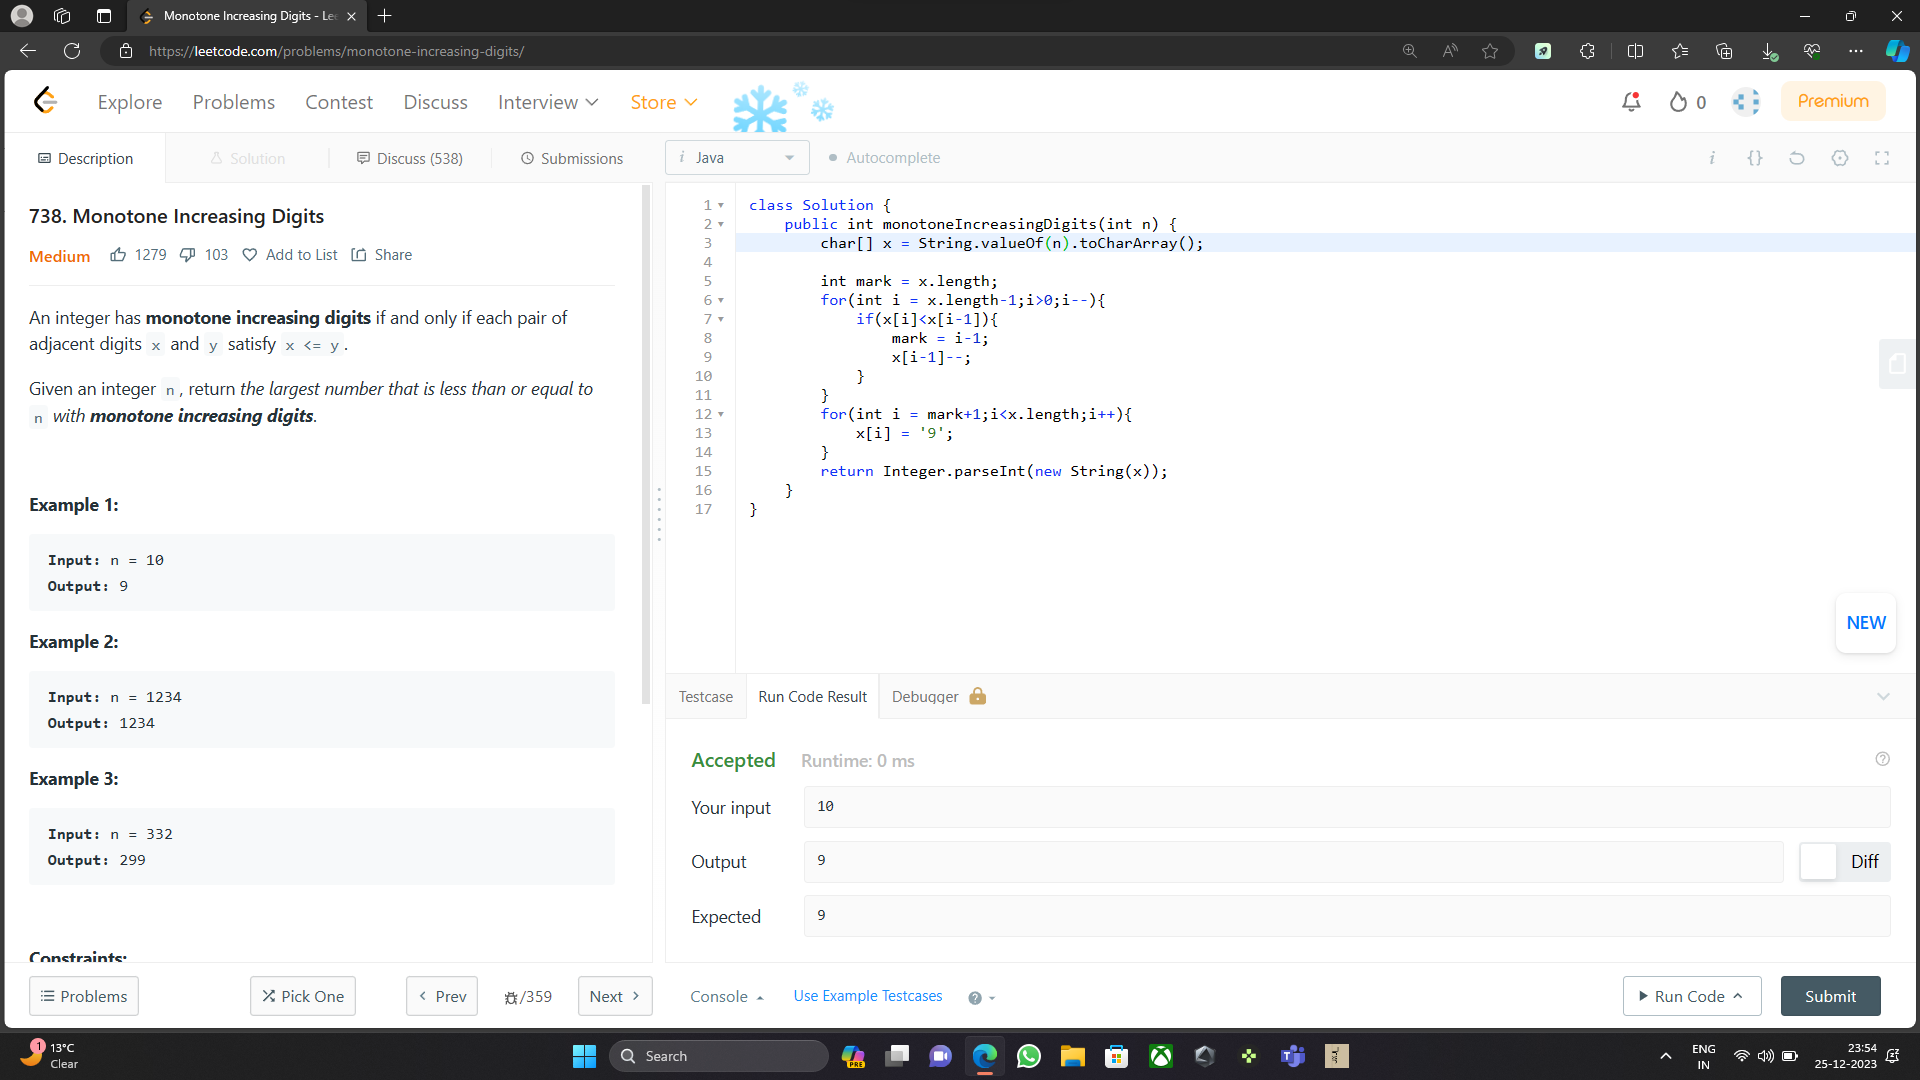 Monotone Increasing Digits - Le
https://leetcode.com/problems/monotone-increasing-digits/
Explore Problems Contest Discuss Interview Store
0 Premium
Description Solution Discuss (538) Submissions
i Java Autocomplete
738. Monotone Increasing Digits
Medium 1279 103 Add to List Share
An integer has monotone increasing digits if and only if each pair of
adjacent digits x and y satisfy x <= y.
Given an integer n, return the largest number that is less than or equal to
n with monotone increasing digits.
Example 1:
Input: n = 10
Output: 9
Example 2:
Input: n = 1234
Output: 1234
Example 3:
Input: n = 332
Output: 299
Constraints:
Problems Pick One Prev /359 Next
1 class Solution {
2 public int monotoneIncreasingDigits(int n) {
3 char[] x = String.valueOf(n).toCharArray();
4
5 int mark = x.length;
6 for(int i = x.length-1;i>0;i--){
7 if(x[i]<x[i-1]){
8 mark = i-1;
9 x[i-1]--;
10 }
11 }
12 for(int i = mark+1;i<x.length;i++){
13 x[i] = '9';
14 }
15 return Integer.parseInt(new String(x));
16 }
17 }
NEW
Testcase Run Code Result Debugger
Accepted Runtime: 0 ms
Your input 10
Output 9 Diff
Expected 9
Console Use Example Testcases Run Code Submit
1 13°C
Clear
Search
PRE
ENG
IN
23:54
25-12-2023